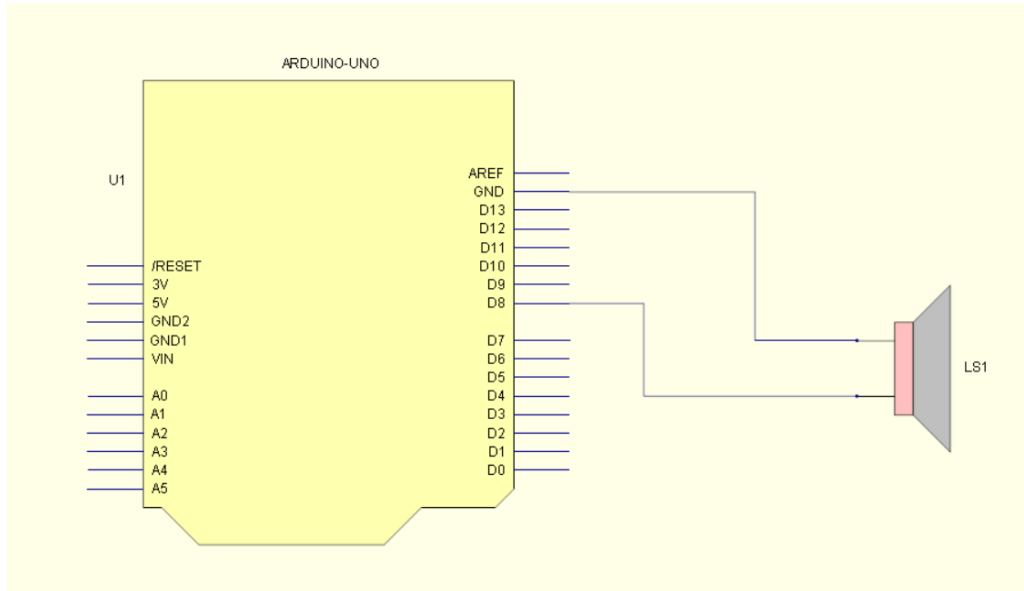 ARDUINO-UNO
U1
/RESET
3V
5V
GND2
GND1
VIN
A0
A1
A2
A3
A4
A5
AREF
GND
D13
D12
D11
D10
D9
D8
D7
D6
D5
D4
D3
D2
D1
D0
LS1